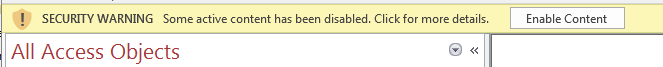 SECURITY WARNING Some active content has been disabled. Click for more details. Enable Content
All Access Objects